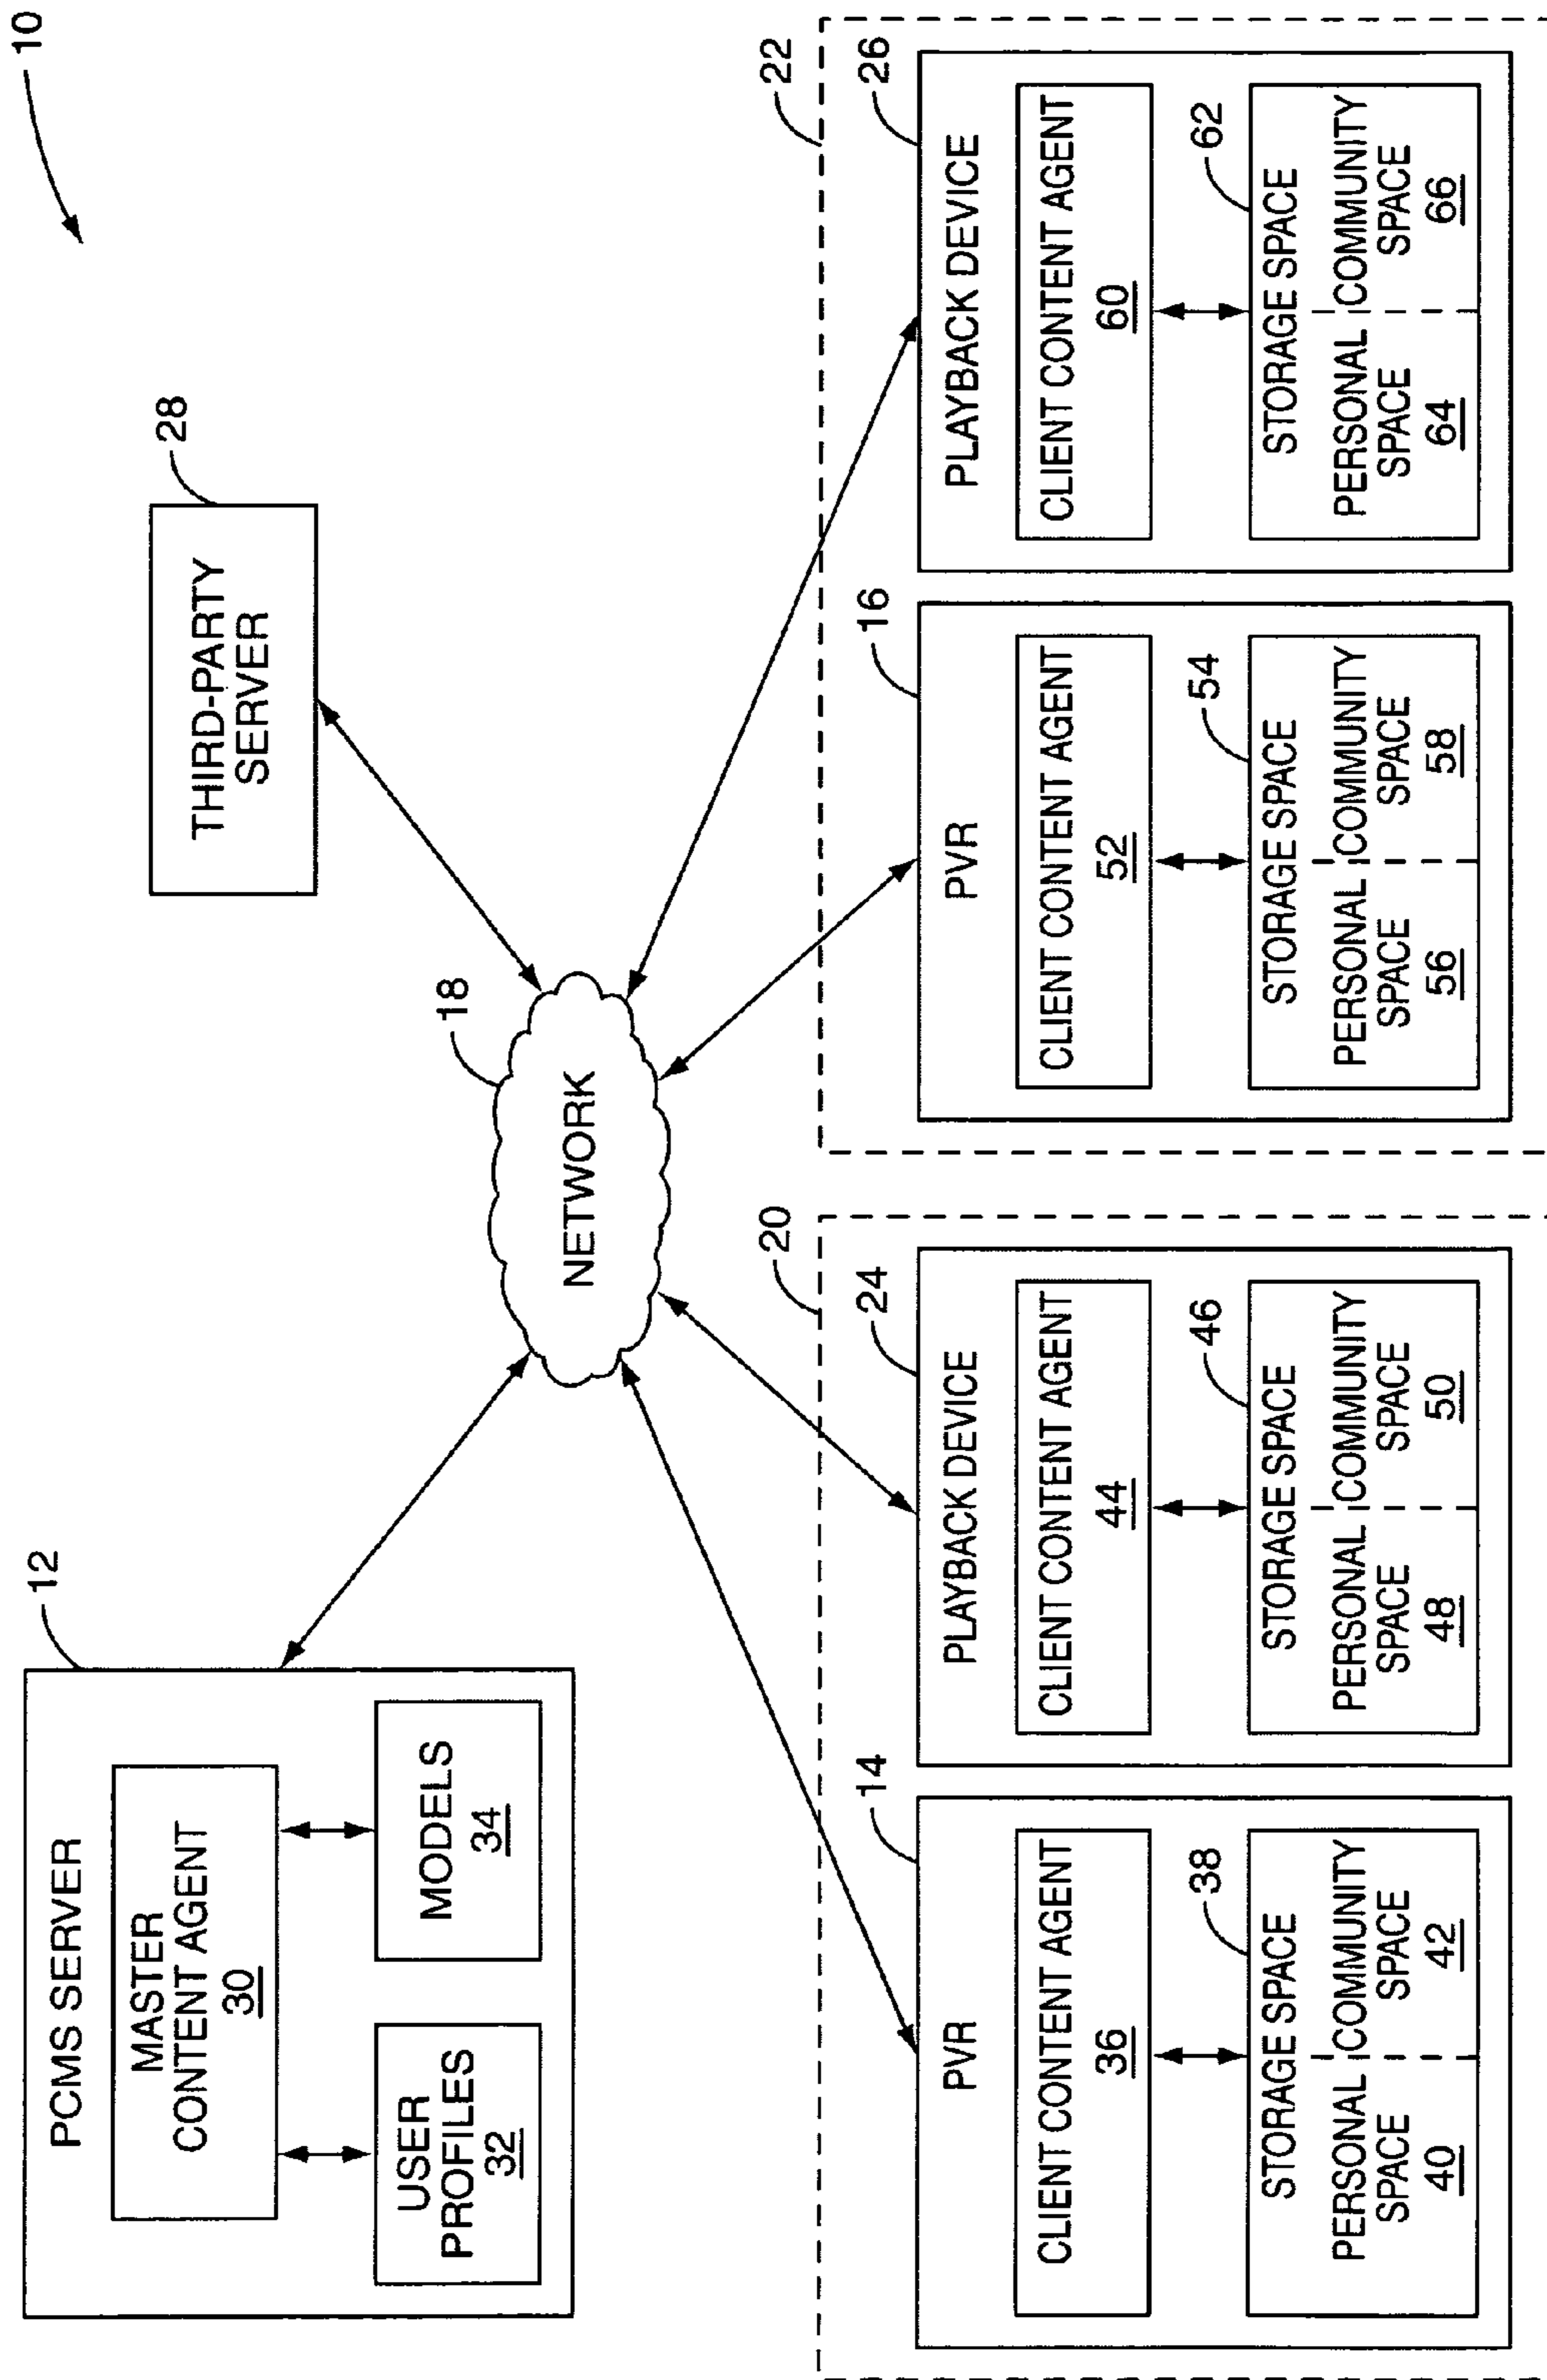 10
12
PCMS SERVER
MASTER
CONTENT AGENT
30
USER
PROFILES
32
MODELS
34
28
THIRD-PARTY
SERVER
18
NETWORK
20
14
PVR
CLIENT CONTENT AGENT
36
38
STORAGE SPACE
PERSONAL
SPACE
40
COMMUNITY
SPACE
42
24
PLAYBACK DEVICE
CLIENT CONTENT AGENT
44
46
STORAGE SPACE
PERSONAL
SPACE
48
COMMUNITY
SPACE
50
22
16
PVR
CLIENT CONTENT AGENT
52
54
STORAGE SPACE
PERSONAL
SPACE
56
COMMUNITY
SPACE
58
26
PLAYBACK DEVICE
CLIENT CONTENT AGENT
60
62
STORAGE SPACE
PERSONAL
SPACE
64
COMMUNITY
SPACE
66